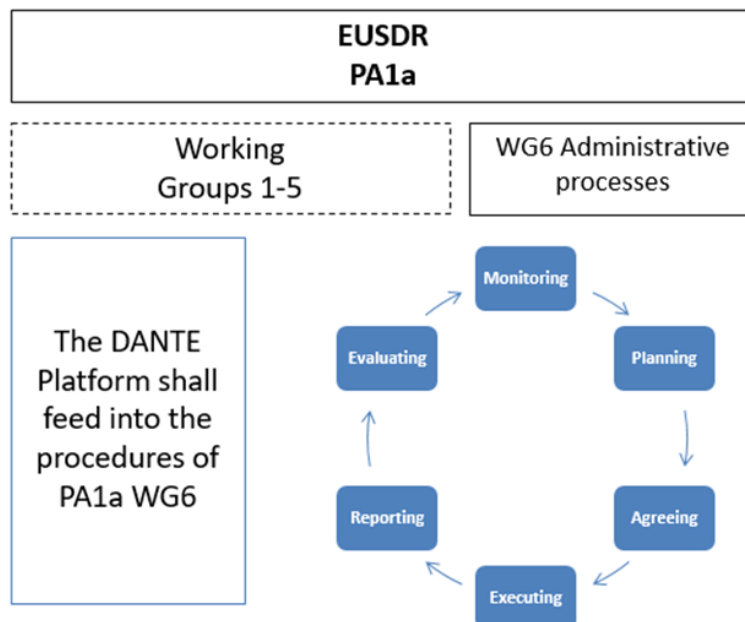 EUSDR
PA1a
Working
Groups 1-5
WG6 Administrative
processes
The DANTE
Platform shall
feed into the
procedures of
PA1a WG6
Monitoring
Planning
Agreeing
Executing
Reporting
Evaluating